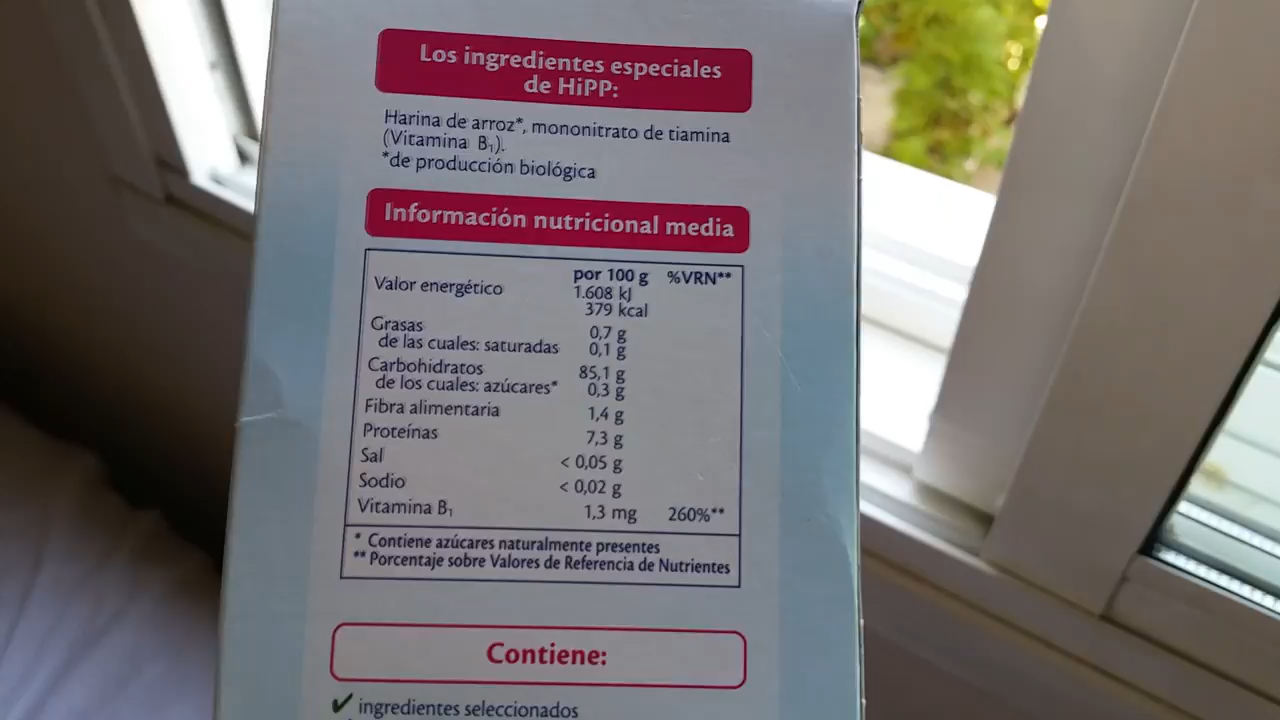 Los ingredientes especiales
de HiPP:
Harina de arroz*, mononitrato de tiamina
(Vitamina B₁).
*de producción biológica
Información nutricional media
por 100 g %VRN**
Valor energético 1.608 kJ
379 kcal
Grasas 0,7 g
de las cuales: saturadas 0,1 g
Carbohidratos 85,1 g
de los cuales: azúcares* 0,3 g
Fibra alimentaria 1,4 g
Proteínas 7,3 g
Sal < 0,05 g
Sodio < 0,02 g
Vitamina B₁ 1,3 mg 260%**
* Contiene azúcares naturalmente presentes
** Porcentaje sobre Valores de Referencia de Nutrientes
Contiene:
✔ ingredientes seleccionados